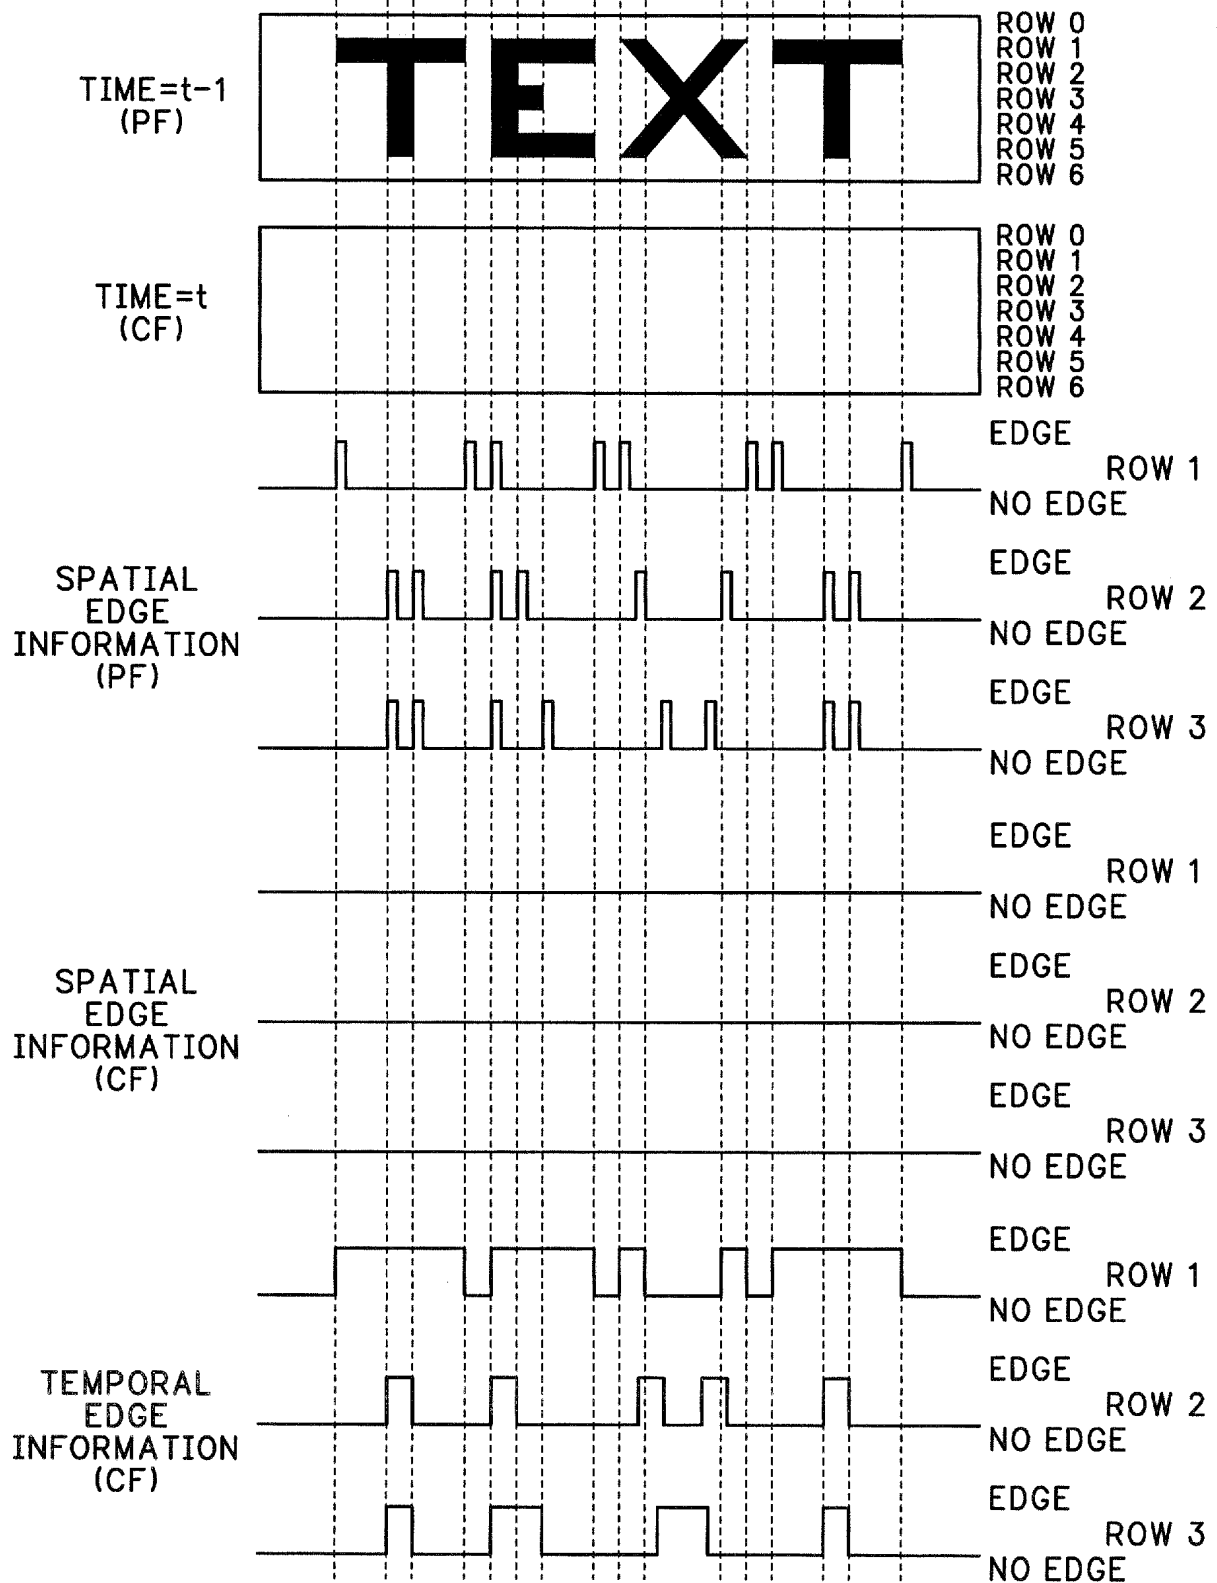 TIME=t-1
(PF)
TEXT
ROW 0
ROW 1
ROW 2
ROW 3
ROW 4
ROW 5
ROW 6
TIME=t
(CF)
ROW 0
ROW 1
ROW 2
ROW 3
ROW 4
ROW 5
ROW 6
SPATIAL
EDGE
INFORMATION
(PF)
EDGE
ROW 1
NO EDGE
EDGE
ROW 2
NO EDGE
EDGE
ROW 3
NO EDGE
SPATIAL
EDGE
INFORMATION
(CF)
EDGE
ROW 1
NO EDGE
EDGE
ROW 2
NO EDGE
EDGE
ROW 3
NO EDGE
TEMPORAL
EDGE
INFORMATION
(CF)
EDGE
ROW 1
NO EDGE
EDGE
ROW 2
NO EDGE
EDGE
ROW 3
NO EDGE